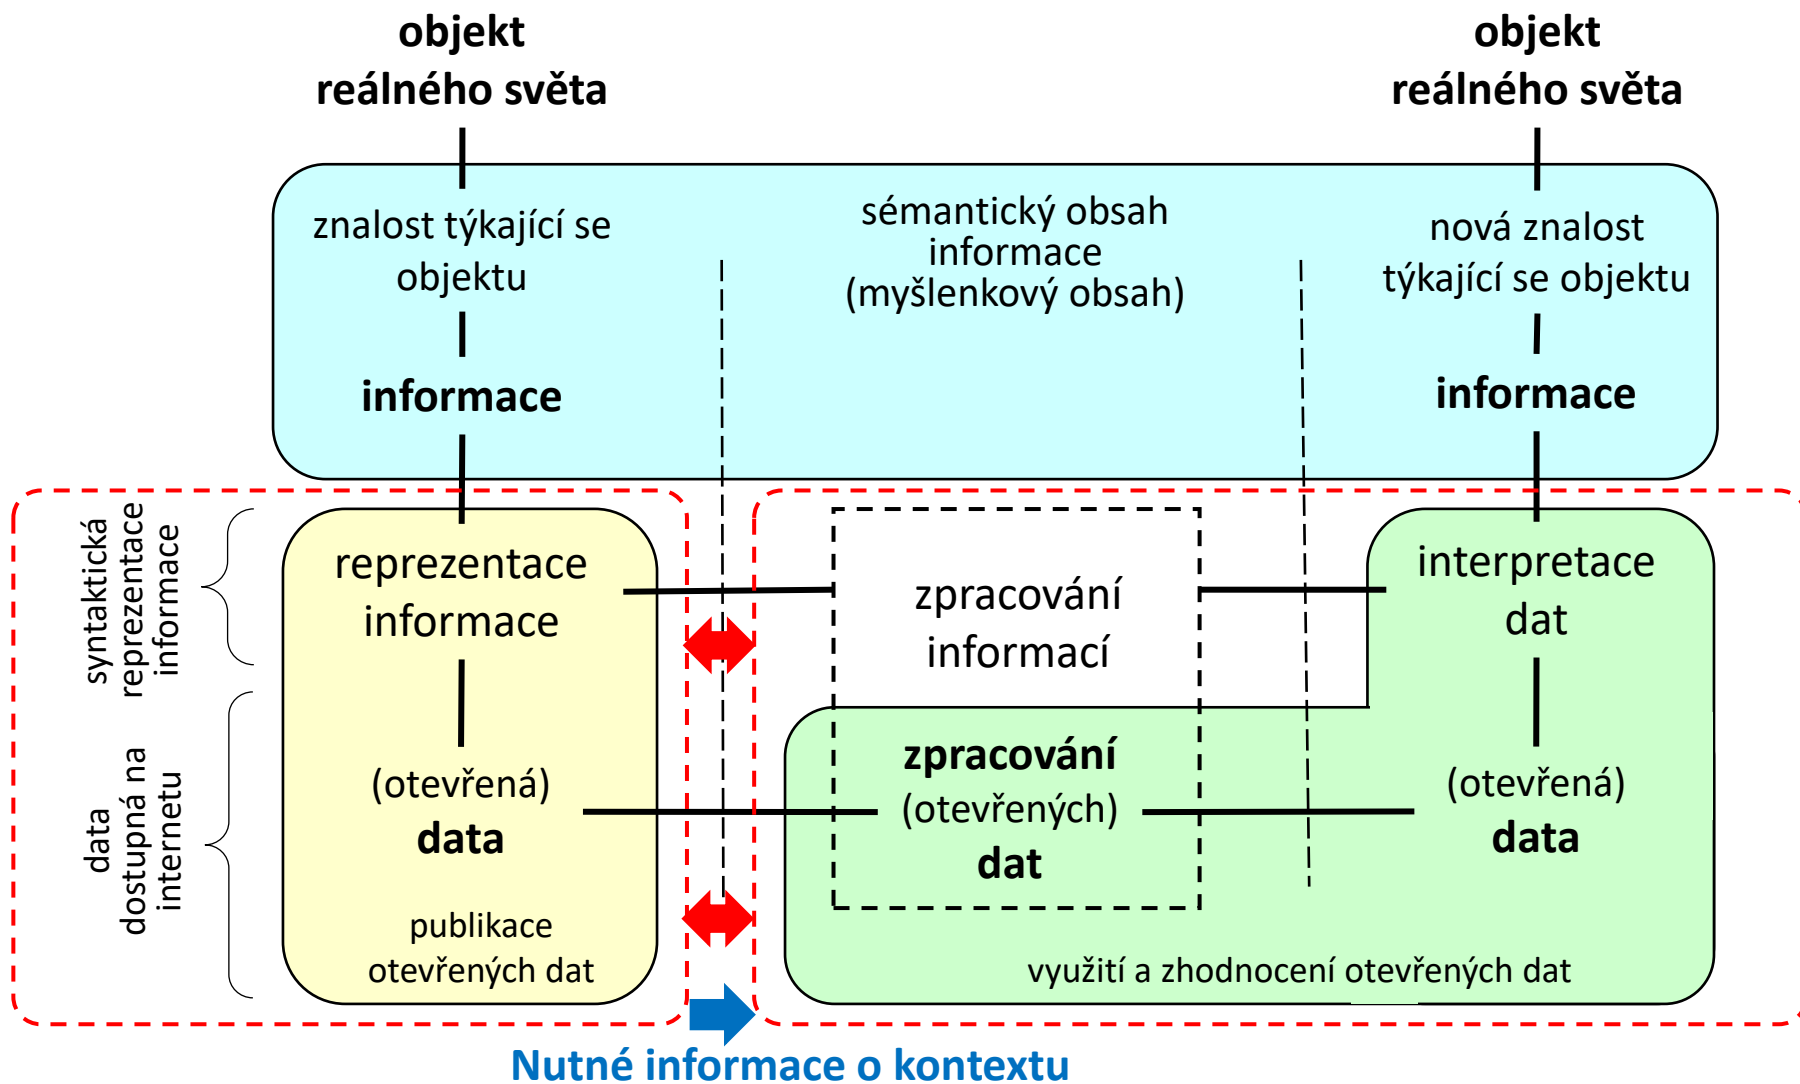 objekt
reálného světa
objekt
reálného světa
znalost týkající se
objektu
informace
sémantický obsah
informace
(myšlenkový obsah)
nová znalost
týkající se objektu
informace
syntaktická
reprezentace
informace
data
dostupná na
internetu
reprezentace
informace
(otevřená)
data
publikace
otevřených dat
zpracování
informací
zpracování
(otevřených)
dat
interpretace
dat
(otevřená)
data
využití a zhodnocení otevřených dat
Nutné informace o kontextu